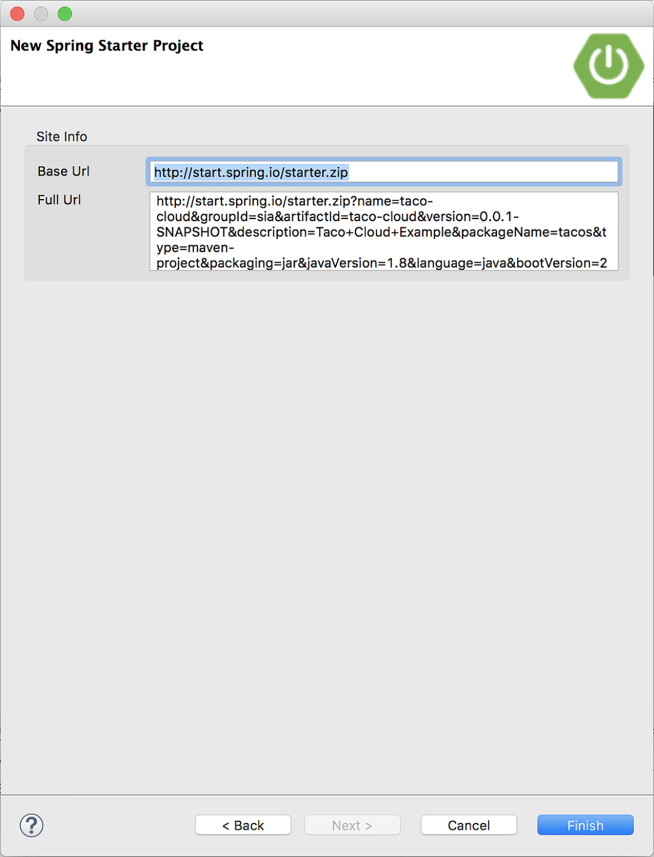 New Spring Starter Project
Site Info
Base Url
http://start.spring.io/starter.zip
Full Url
http://start.spring.io/starter.zip?name=taco-
cloud&groupId=sia&artifactId=taco-cloud&version=0.0.1-
SNAPSHOT&description=Taco+Cloud+Example&packageName=tacos&t
ype=maven-
project&packaging=jar&javaVersion=1.8&language=java&bootVersion=2
?
< Back
Next >
Cancel
Finish